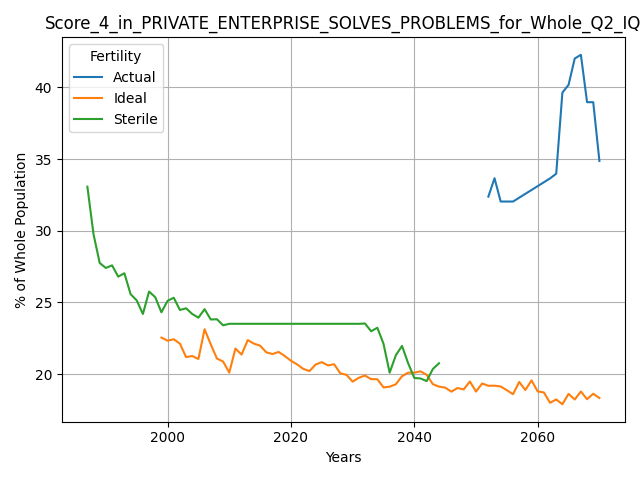 Score_4_in_PRIVATE_ENTERPRISE_SOLVES_PROBLEMS_for_Whole_Q2_IQ
Fertility
Actual
Ideal
Sterile
% of Whole Population
40
35
30
25
20
2000
2020
2040
2060
Years